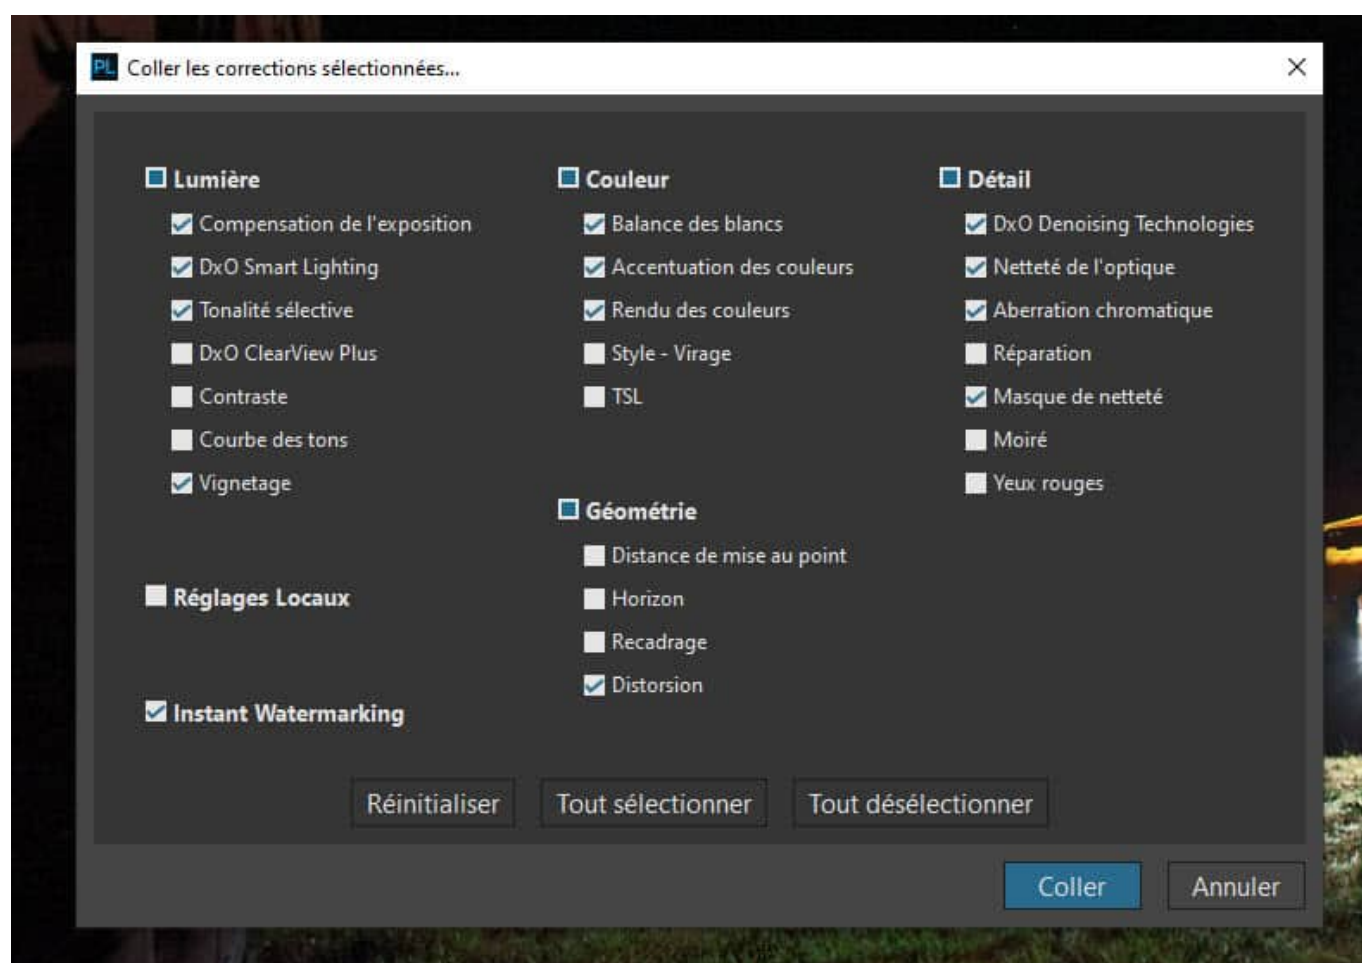 PL Coller les corrections sélectionnées...
Lumière
Compensation de l'exposition
DxO Smart Lighting
Tonalité sélective
DxO ClearView Plus
Contraste
Courbe des tons
Vignetage
Réglages Locaux
Instant Watermarking
Couleur
Balance des blancs
Accentuation des couleurs
Rendu des couleurs
Style - Virage
TSL
Géométrie
Distance de mise au point
Horizon
Recadrage
Distorsion
Détail
DxO Denoising Technologies
Netteté de l'optique
Aberration chromatique
Réparation
Masque de netteté
Moiré
Yeux rouges
Réinitialiser Tout sélectionner Tout désélectionner
Coller Annuler